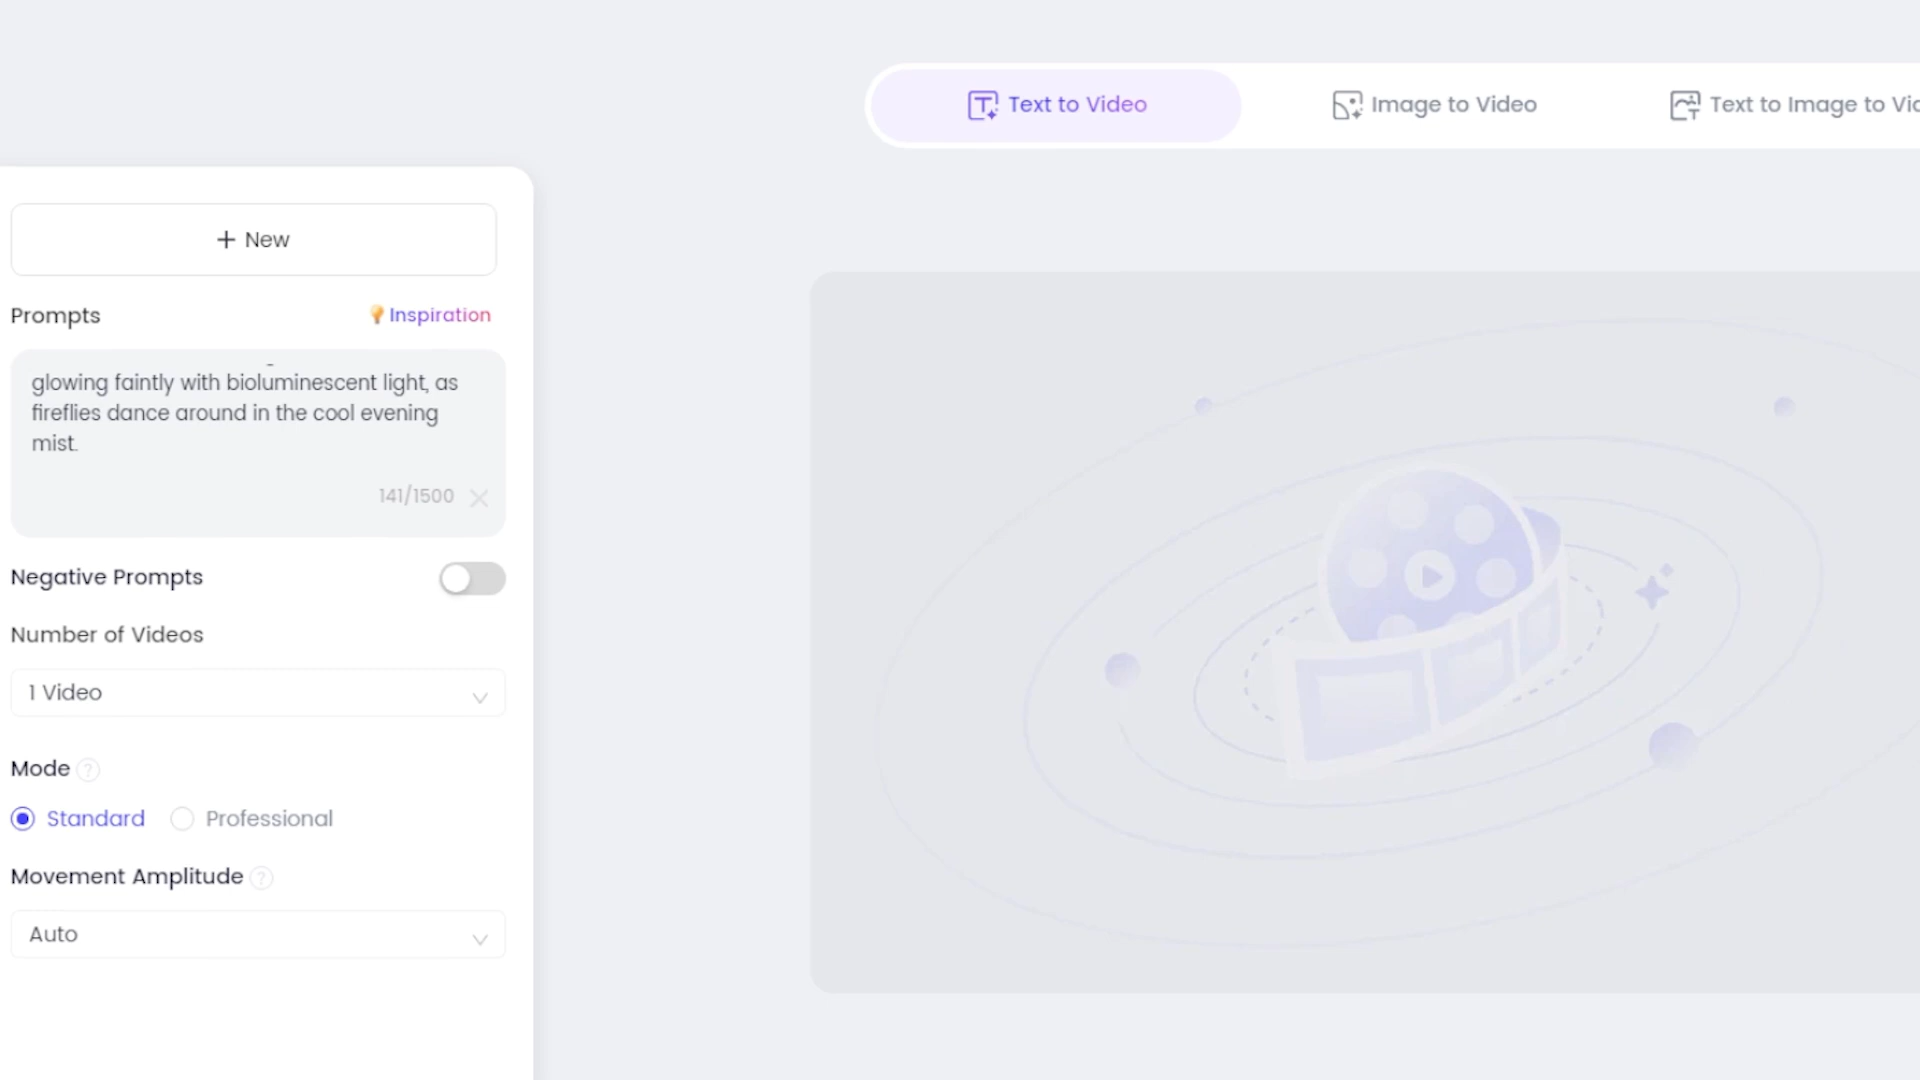 Text to Video
Image to Video
Text to Image to
+ New
Prompts
Inspiration
glowing faintly with bioluminescent light, as
fireflies dance around in the cool evening
mist.
141/1500
Negative Prompts
Number of Videos
1 Video
Mode ?
Standard
Professional
Movement Amplitude ?
Auto